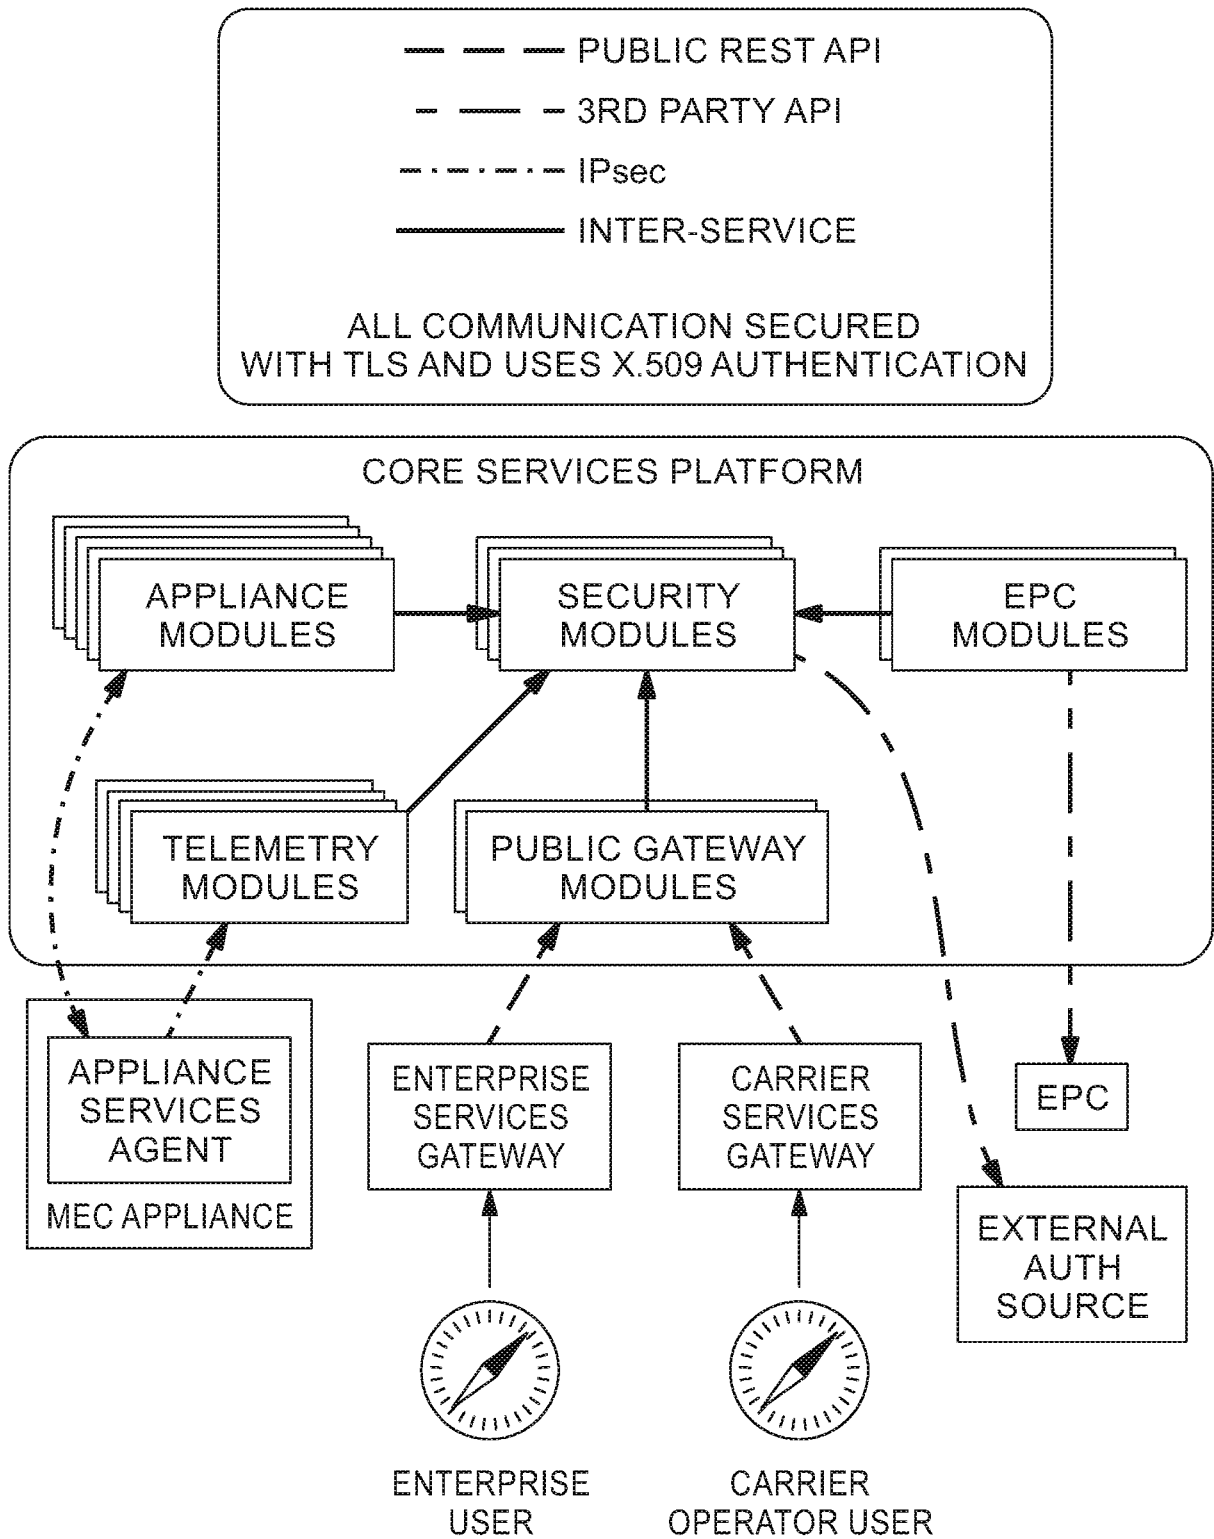 PUBLIC REST API
3RD PARTY API
IPsec
INTER-SERVICE
ALL COMMUNICATION SECURED
WITH TLS AND USES X.509 AUTHENTICATION
CORE SERVICES PLATFORM
APPLIANCE
MODULES
SECURITY
MODULES
EPC
MODULES
TELEMETRY
MODULES
PUBLIC GATEWAY
MODULES
APPLIANCE
SERVICES
AGENT
MEC APPLIANCE
ENTERPRISE
SERVICES
GATEWAY
CARRIER
SERVICES
GATEWAY
EPC
EXTERNAL
AUTH
SOURCE
ENTERPRISE
USER
CARRIER
OPERATOR USER